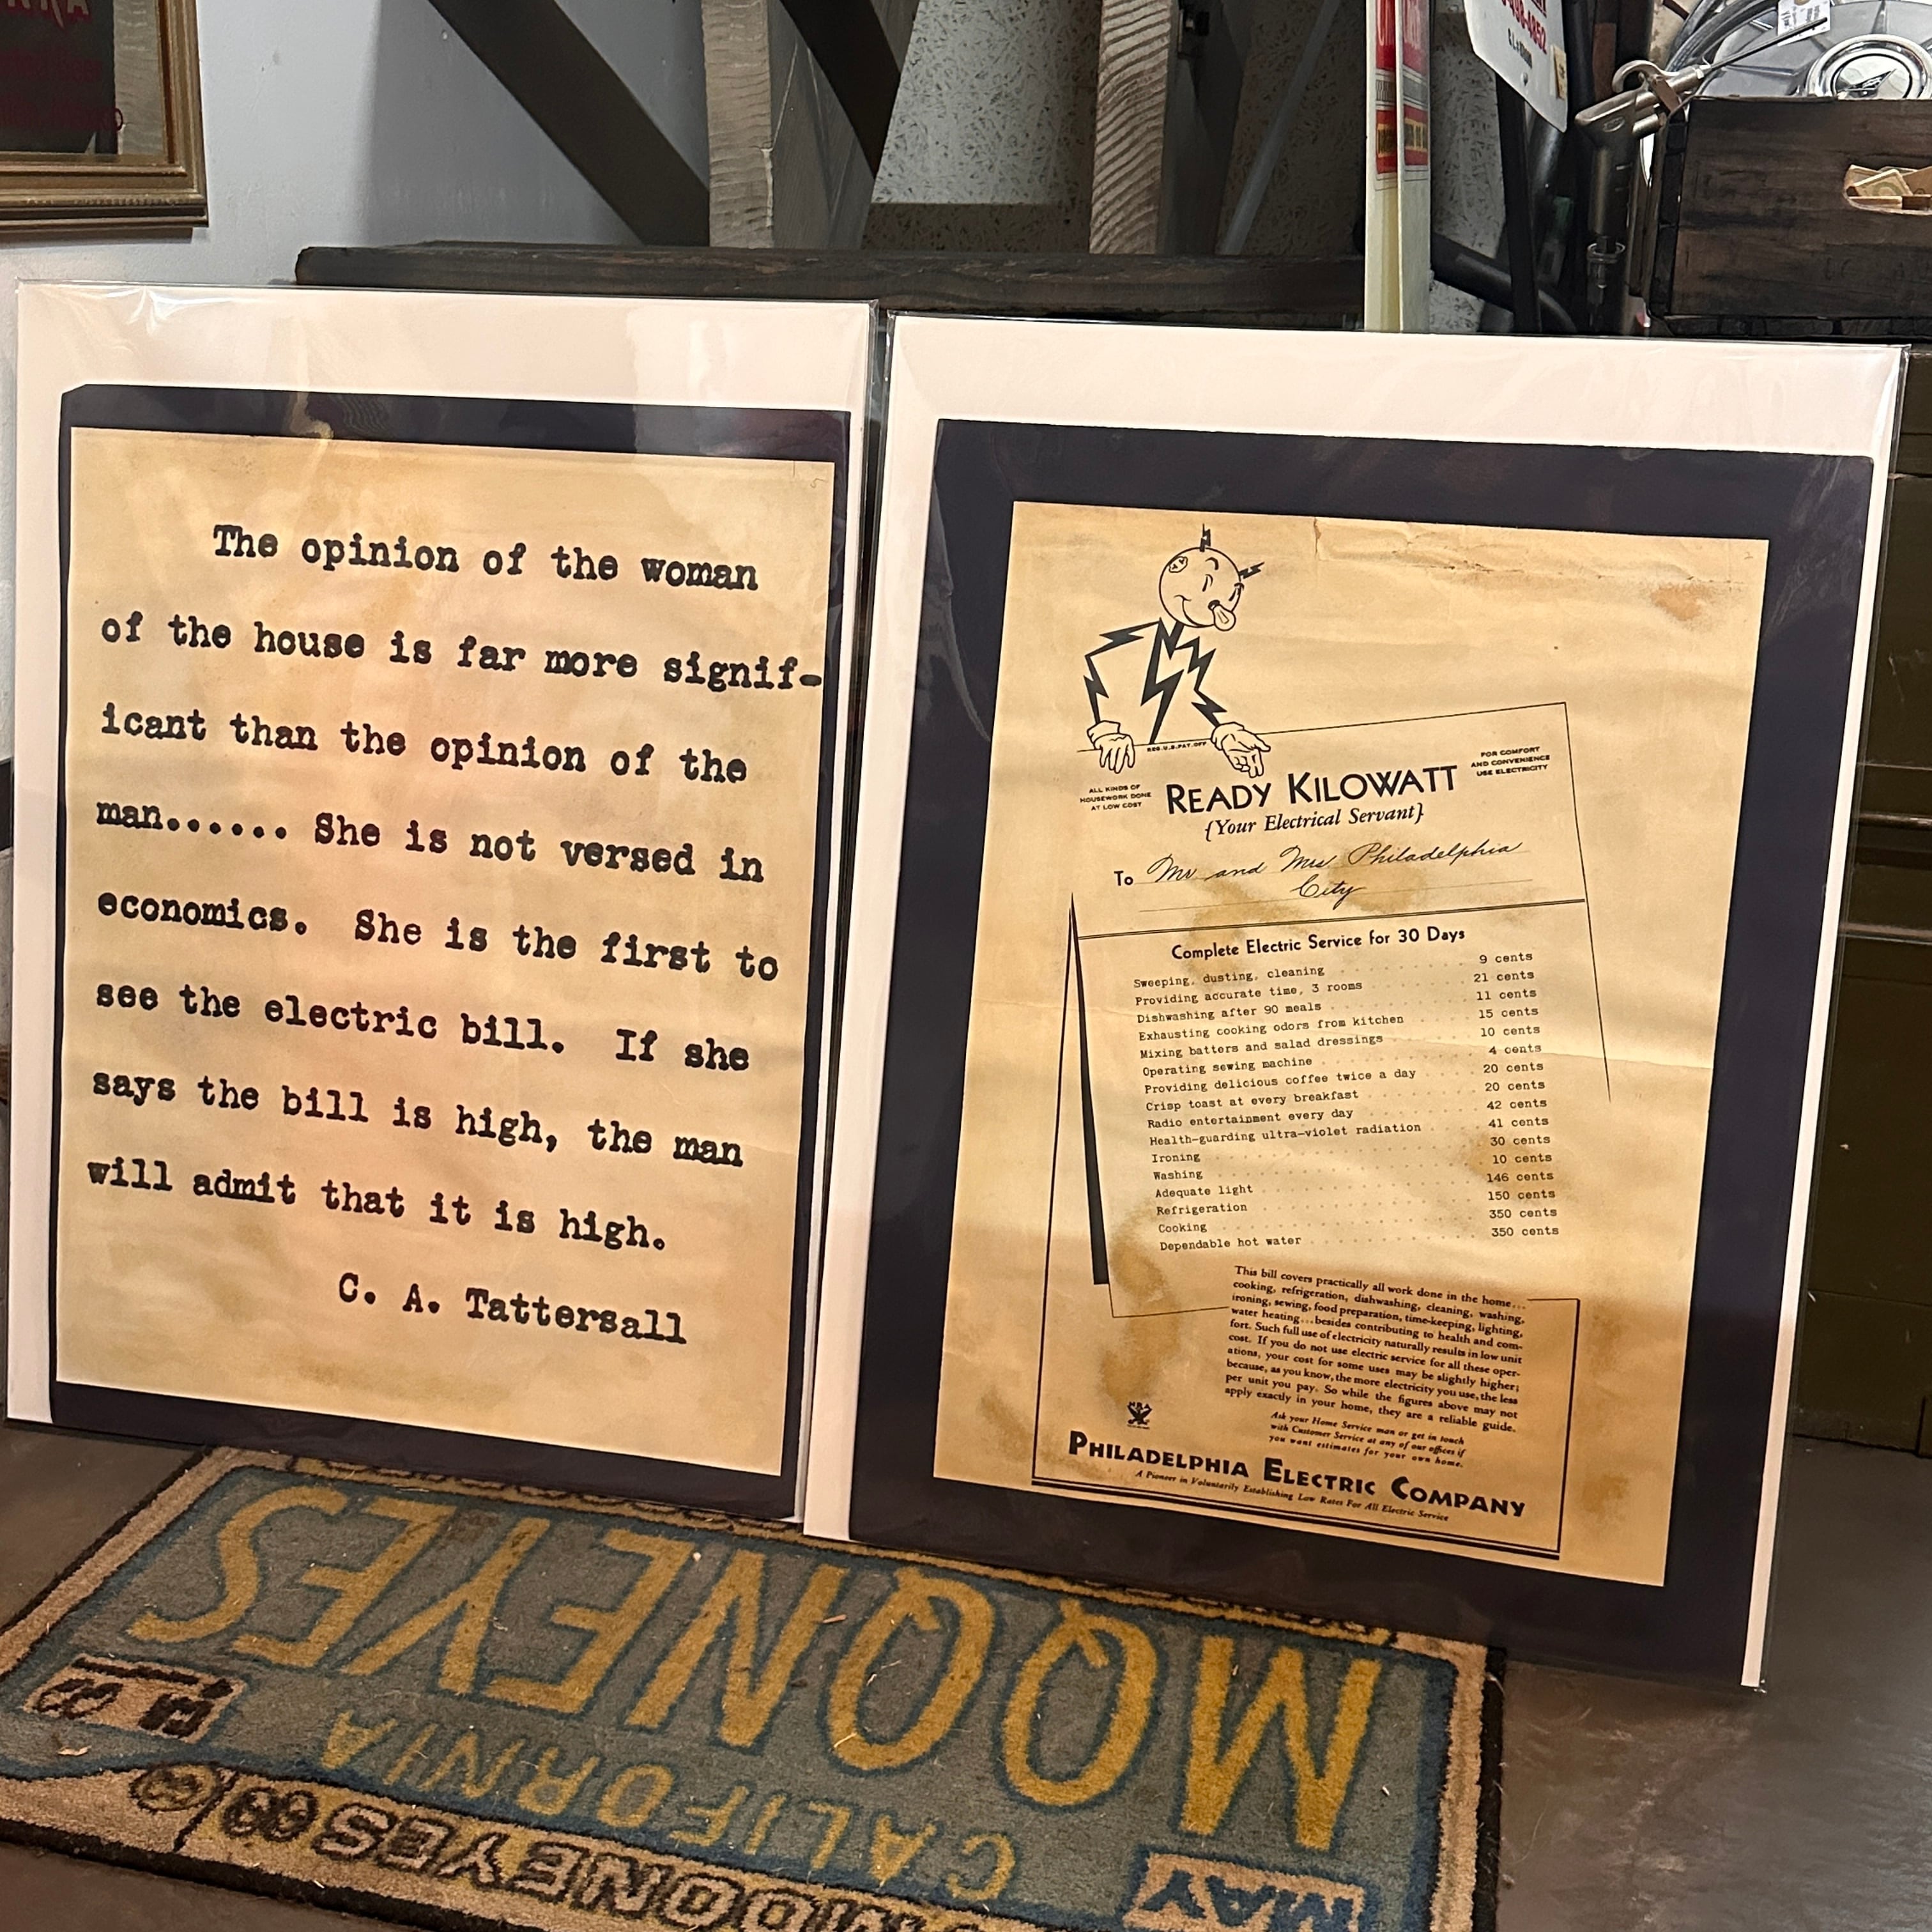 The opinion of the woman
of the house is far more signif-
icant than the opinion of the
man...... She is not versed in
economics. She is the first to
see the electric bill. If she
says the bill is high, the man
will admit that it is high.
C. A. Tattersall
REG. U.S. PAT. OFF
ALL KINDS OF
HOUSEWORK DONE
AT LOW COST
READY KILOWATT
{Your Electrical Servant}
FOR COMFORT
AND CONVENIENCE
USE ELECTRICITY
To Mr and Mrs Philadelphia
City
Complete Electric Service for 30 Days
Sweeping, dusting, cleaning 9 cents
Providing accurate time, 3 rooms 21 cents
Dishwashing after 90 meals 11 cents
Exhausting cooking odors from kitchen 15 cents
Mixing batters and salad dressings 10 cents
Operating sewing machine 4 cents
Providing delicious coffee twice a day 20 cents
Crisp toast at every breakfast 20 cents
Radio entertainment every day 42 cents
Health-guarding ultra-violet radiation 41 cents
Ironing 30 cents
Washing 10 cents
Adequate light 146 cents
Refrigeration 150 cents
Cooking 350 cents
Dependable hot water 350 cents
This bill covers practically all work done in the home...
cooking, refrigeration, dishwashing, cleaning, washing,
ironing, sewing, food preparation, time-keeping, lighting,
water heating...besides contributing to health and com-
fort. Such full use of electricity naturally results in low unit
cost. If you do not use electric service for all these oper-
ations, your cost for some uses may be slightly higher;
because, as you know, the more electricity you use, the less
per unit you pay. So while the figures above may not
apply exactly in your home, they are a reliable guide.
Ask your Home Service man or get in touch
with Customer Service at any of our offices if
you want estimates for your own home.
NRA
PHILADELPHIA ELECTRIC COMPANY
A Pioneer in Voluntarily Establishing Low Rates For All Electric Service
MQQNEYES
CALIFORNIA
MAY
MOONEYES